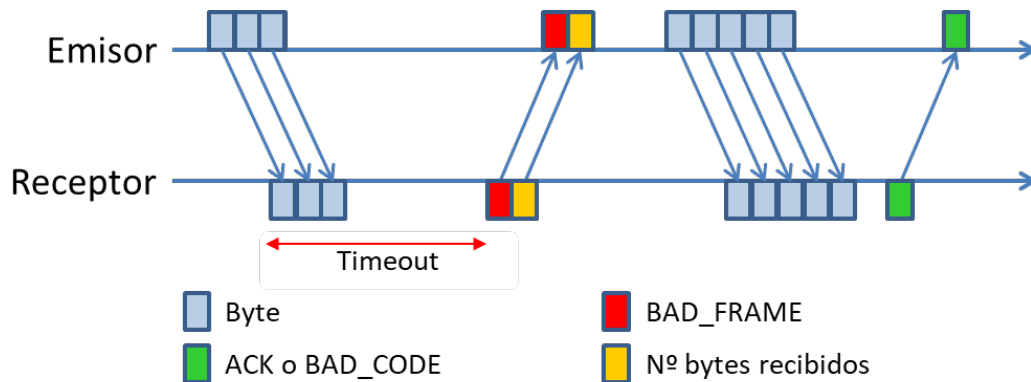 Emisor
Receptor
Timeout
Byte
BAD_FRAME
ACK o BAD_CODE
Nº bytes recibidos